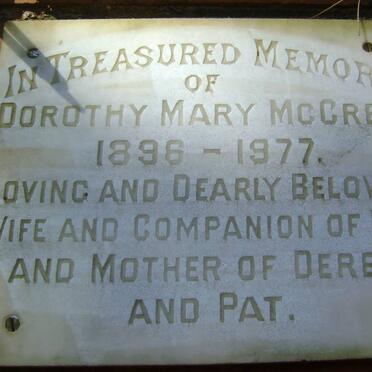 IN TREASURED MEMOR
OF
DOROTHY MARY MCCRE
1896 - 1977.
OVING AND DEARLY BELOV
WIFE AND COMPANION OF
AND MOTHER OF DERE
AND PAT.